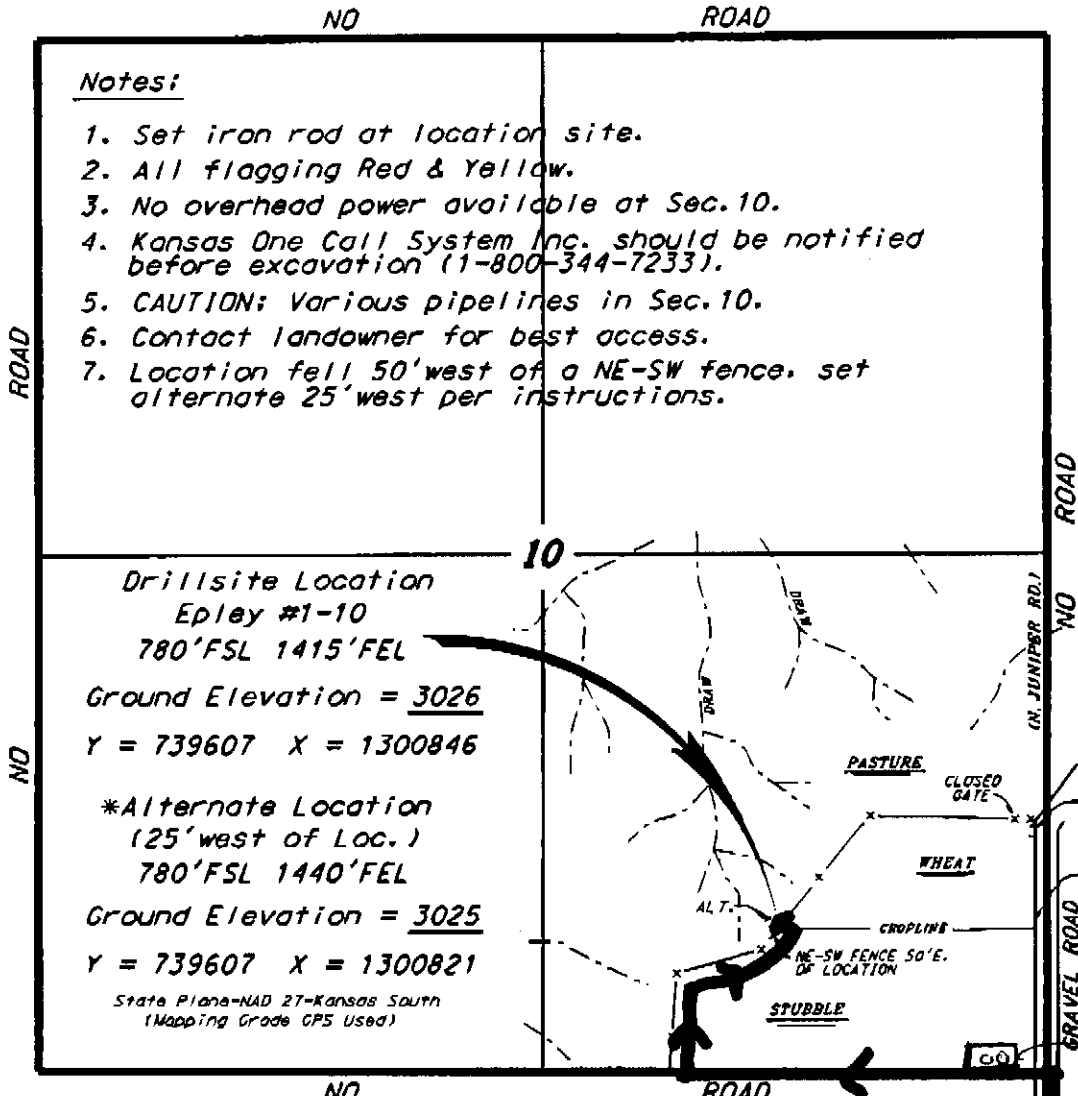 NO ROAD
Notes:
1. Set iron rod at location site.
2. All flagging Red & Yellow.
3. No overhead power available at Sec.10.
4. Kansas One Call System Inc. should be notified
before excavation (1-800-344-7233).
5. CAUTION: Various pipelines in Sec.10.
6. Contact landowner for best access.
7. Location fell 50'west of a NE-SW fence. set
alternate 25'west per instructions.
ROAD
NO
ROAD
NO
10
Drillsite Location
Epley #1-10
780'FSL 1415'FEL
Ground Elevation = 3026
Y = 739607 X = 1300846
*Alternate Location
(25'west of Loc.)
780'FSL 1440'FEL
Ground Elevation = 3025
Y = 739607 X = 1300821
State Plane-NAD 27-Kansas South
(Mapping Grade GPS Used)
DRAW
DRAW
(N. JUNIPER RD.)
PASTURE
CLOSED
GATE
WHEAT
ALT.
CROPLINE
NE-SW FENCE 50'E.
OF LOCATION
STUBBLE
GRAVEL ROAD
NO ROAD